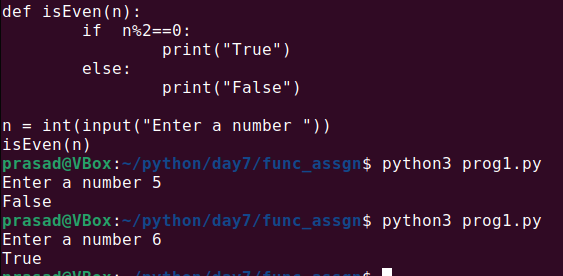 def isEven(n):
        if  n%2==0:
                print("True")
        else:
                print("False")

n = int(input("Enter a number "))
isEven(n)
prasad@VBox:~/python/day7/func_assgn$ python3 prog1.py
Enter a number 5
False
prasad@VBox:~/python/day7/func_assgn$ python3 prog1.py
Enter a number 6
True